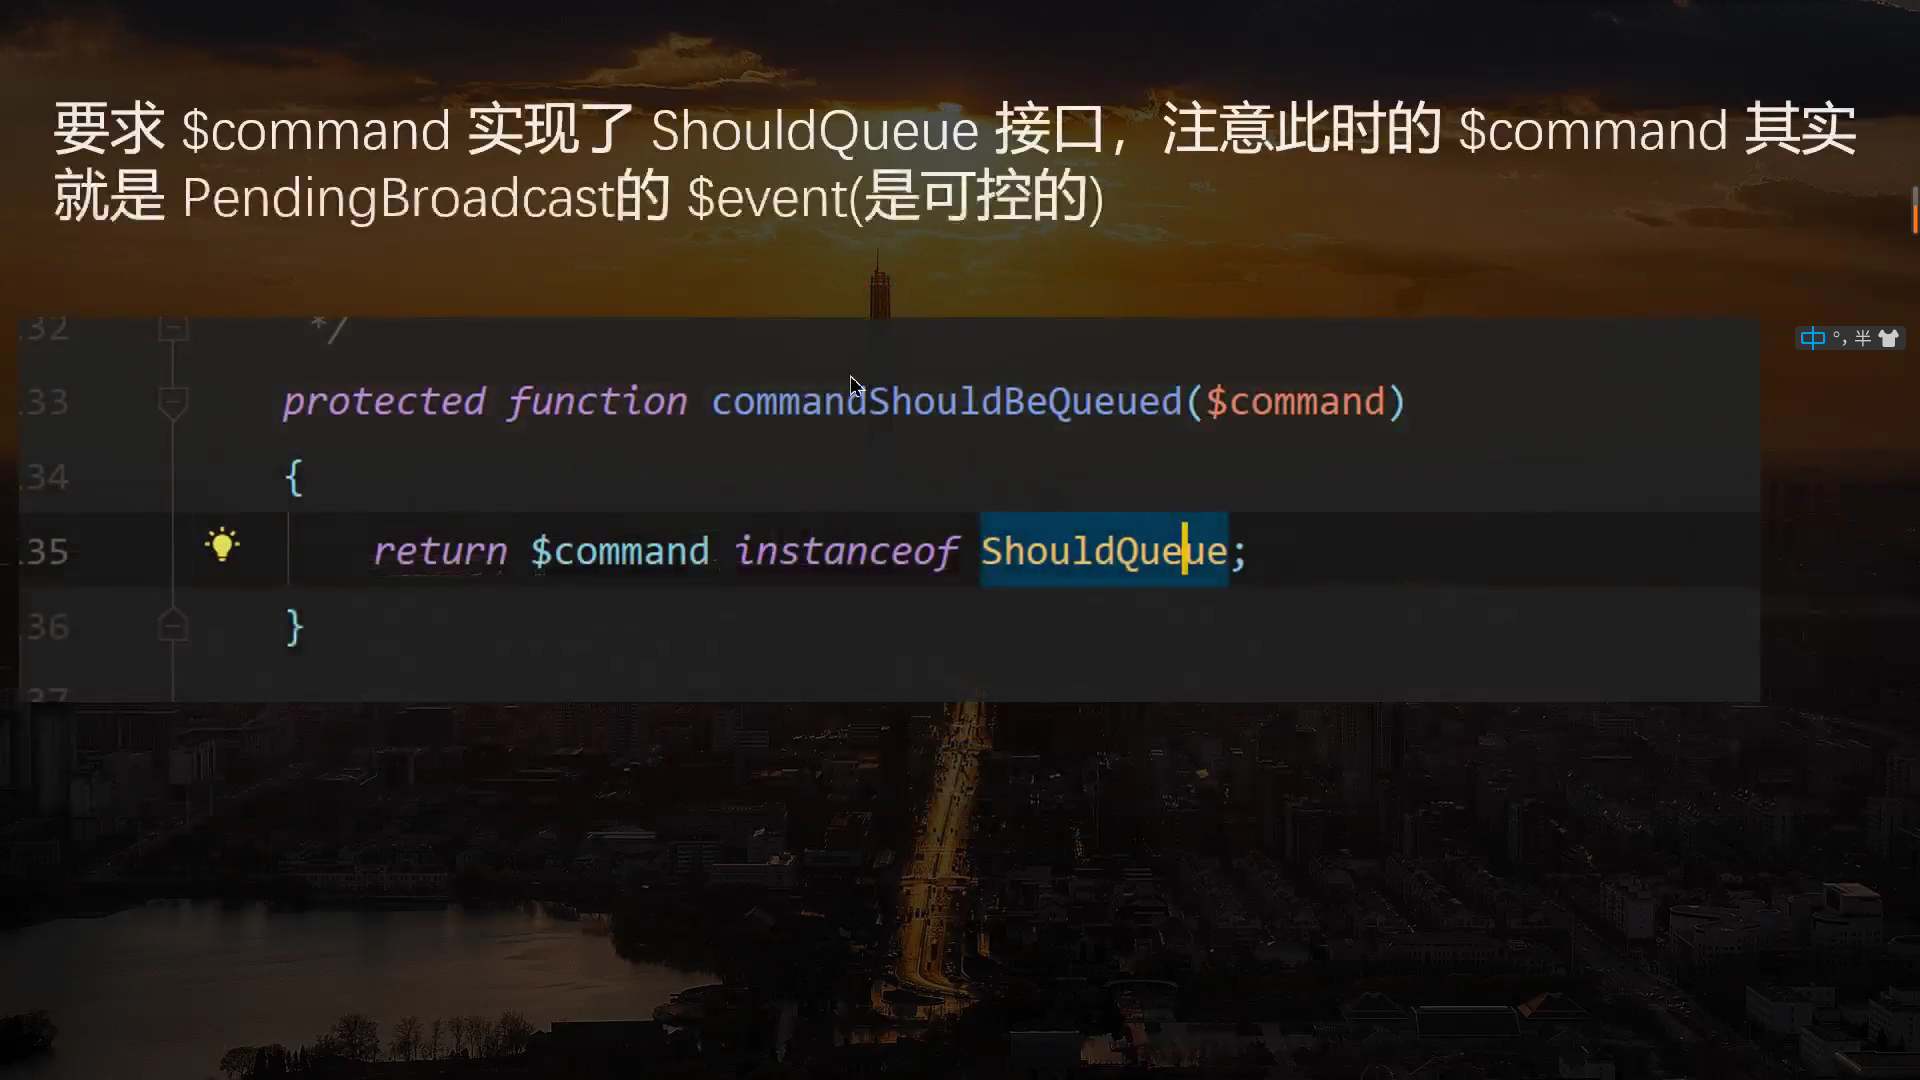 要求 $command 实现了 ShouldQueue 接口，注意此时的 $command 其实
就是 PendingBroadcast的 $event(是可控的)
32 */
33 protected function commandShouldBeQueued($command)
34 {
35 return $command instanceof ShouldQueue;
36 }
37
中 °, 半